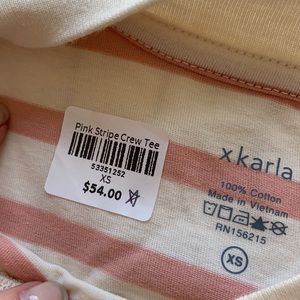 Pink Stripe Crew Tee
53351252
XS
$54.00
xkarla
100% Cotton
Made in Vietnam
RN156215
XS